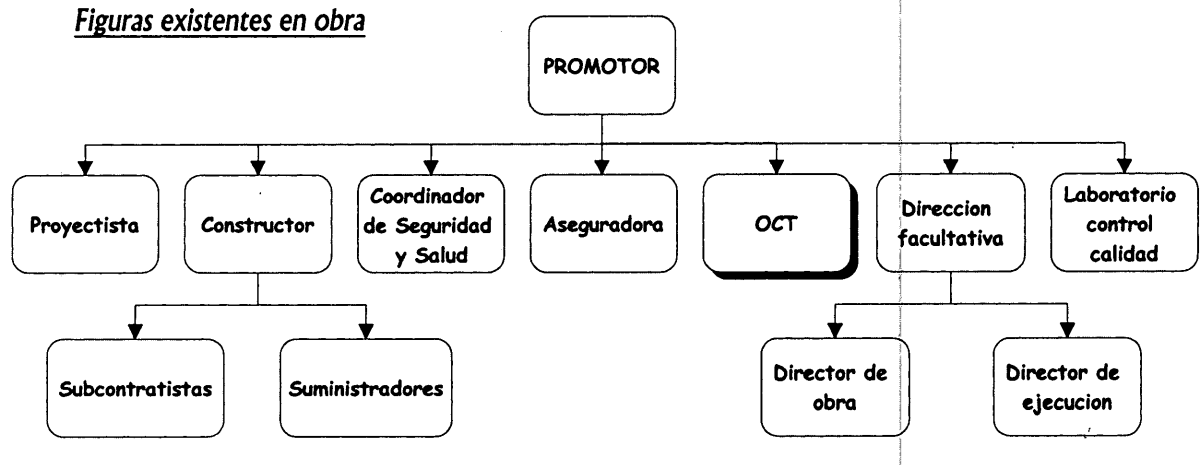 Figuras existentes en obra
PROMOTOR
Proyectista
Constructor
Coordinador
de Seguridad
y Salud
Aseguradora
OCT
Direccion
facultativa
Laboratorio
control
calidad
Subcontratistas
Suministradores
Director de
obra
Director de
ejecucion